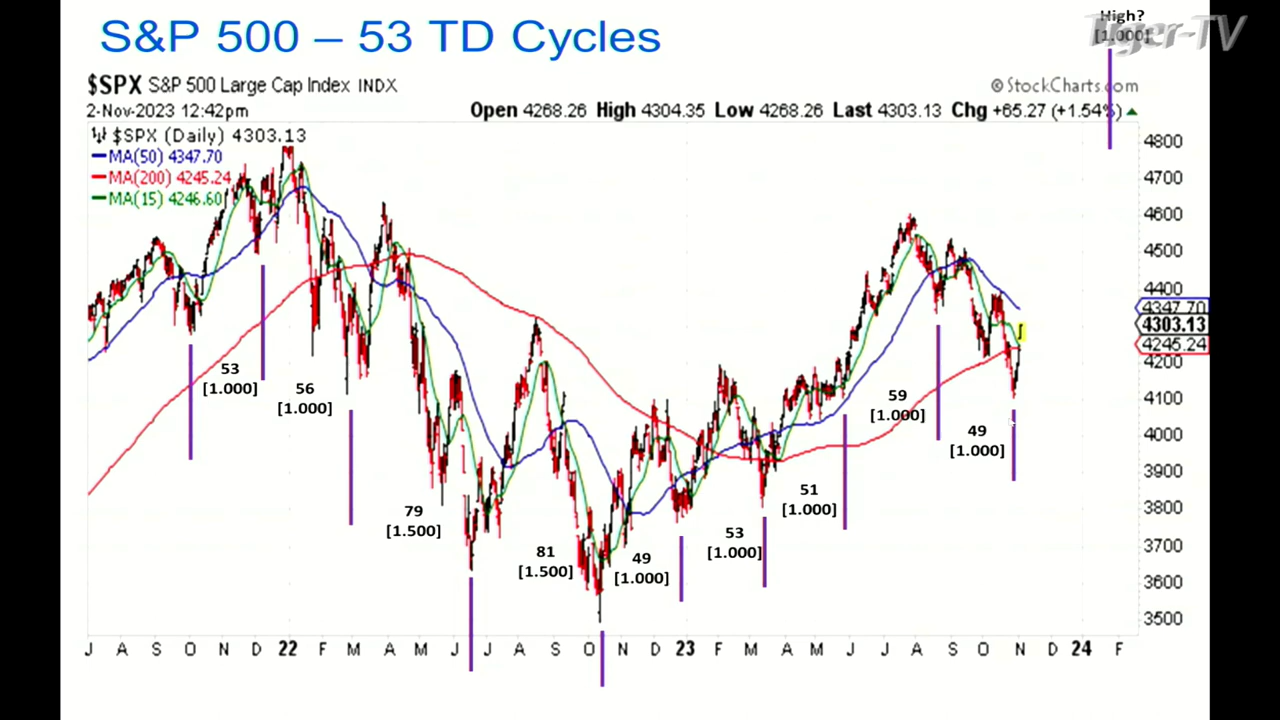 High?
[1.000]
Tiger-TV
S&P 500 – 53 TD Cycles
$SPX S&P 500 Large Cap Index INDX
© StockCharts.com
2-Nov-2023 12:42pm
Open 4268.26 High 4304.35 Low 4268.26 Last 4303.13 Chg +65.27 (+1.54%)
$SPX (Daily) 4303.13
MA(50) 4347.70
MA(200) 4245.24
MA(15) 4246.60
4800
4700
4600
4500
4400
4347.70
4303.13
4245.24
4200
4100
4000
3900
3800
3700
3600
3500
53
[1.000]
56
[1.000]
79
[1.500]
81
[1.500]
49
[1.000]
53
[1.000]
51
[1.000]
59
[1.000]
49
[1.000]
J A S O N D 22 F M A M J J A S O N D 23 F M A M J J A S O N D 24 F